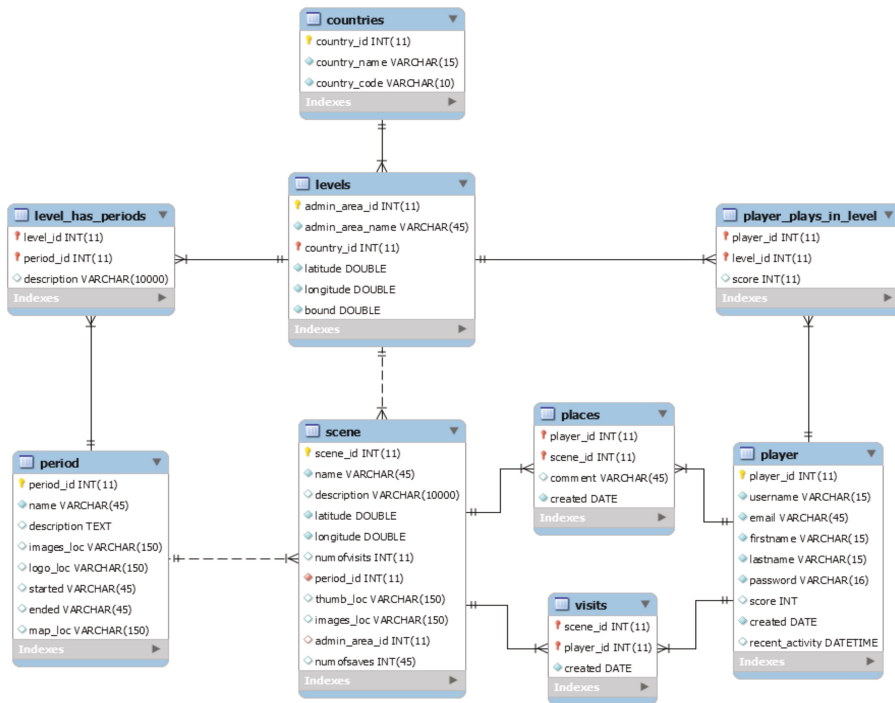 countries
country_id INT(11)
country_name VARCHAR(15)
country_code VARCHAR(10)
Indexes
levels
admin_area_id INT(11)
admin_area_name VARCHAR(45)
country_id INT(11)
latitude DOUBLE
longitude DOUBLE
bound DOUBLE
Indexes
level_has_periods
level_id INT(11)
period_id INT(11)
description VARCHAR(10000)
Indexes
player_plays_in_level
player_id INT(11)
level_id INT(11)
score INT(11)
Indexes
period
period_id INT(11)
name VARCHAR(45)
description TEXT
images_loc VARCHAR(150)
logo_loc VARCHAR(150)
started VARCHAR(45)
ended VARCHAR(45)
map_loc VARCHAR(150)
Indexes
scene
scene_id INT(11)
name VARCHAR(45)
description VARCHAR(10000)
latitude DOUBLE
longitude DOUBLE
numofvisits INT(11)
period_id INT(11)
thumb_loc VARCHAR(150)
images_loc VARCHAR(150)
admin_area_id INT(11)
numofsaves INT(45)
Indexes
places
player_id INT(11)
scene_id INT(11)
comment VARCHAR(45)
created DATE
Indexes
visits
scene_id INT(11)
player_id INT(11)
created DATE
Indexes
player
player_id INT(11)
username VARCHAR(15)
email VARCHAR(45)
firstname VARCHAR(15)
lastname VARCHAR(15)
password VARCHAR(16)
score INT
created DATE
recent_activity DATETIME
Indexes